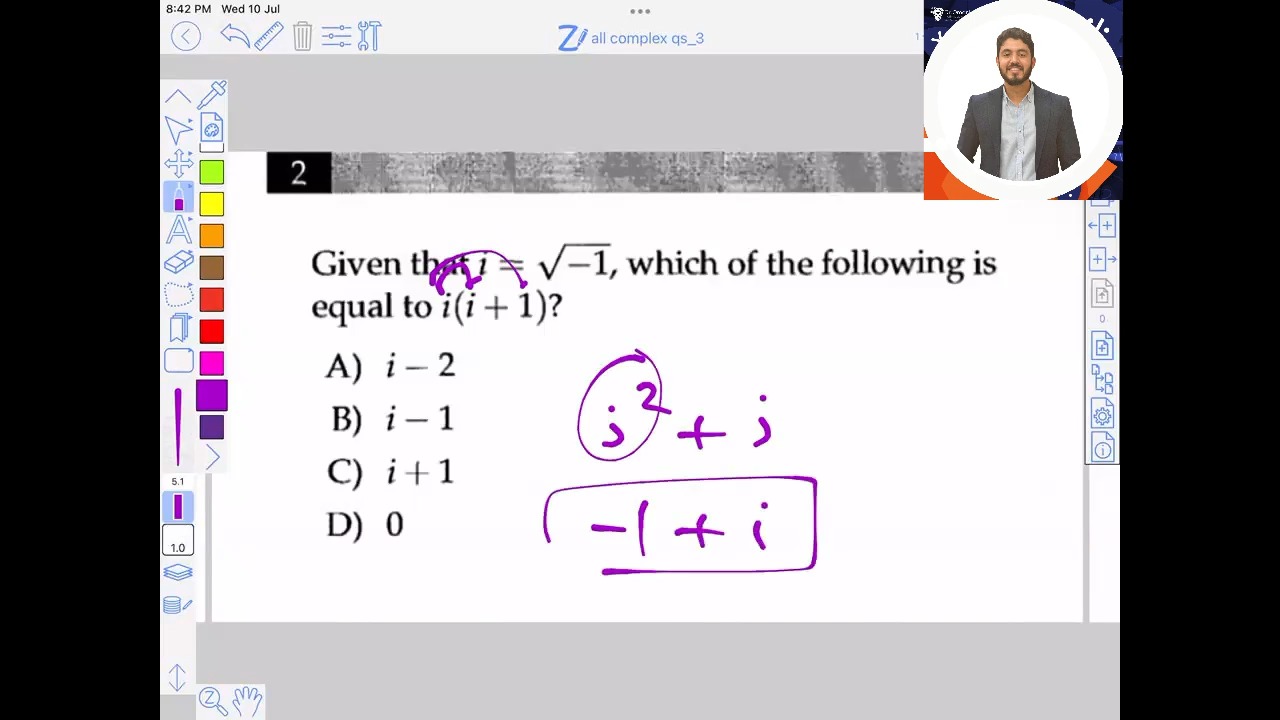 8:42 PM Wed 10 Jul
all complex qs_3
2
Given that i = √−1, which of the following is
equal to i(i + 1)?
A) i − 2
B) i − 1
C) i + 1
D) 0
i² + i
−1 + i
5.1
1.0
0